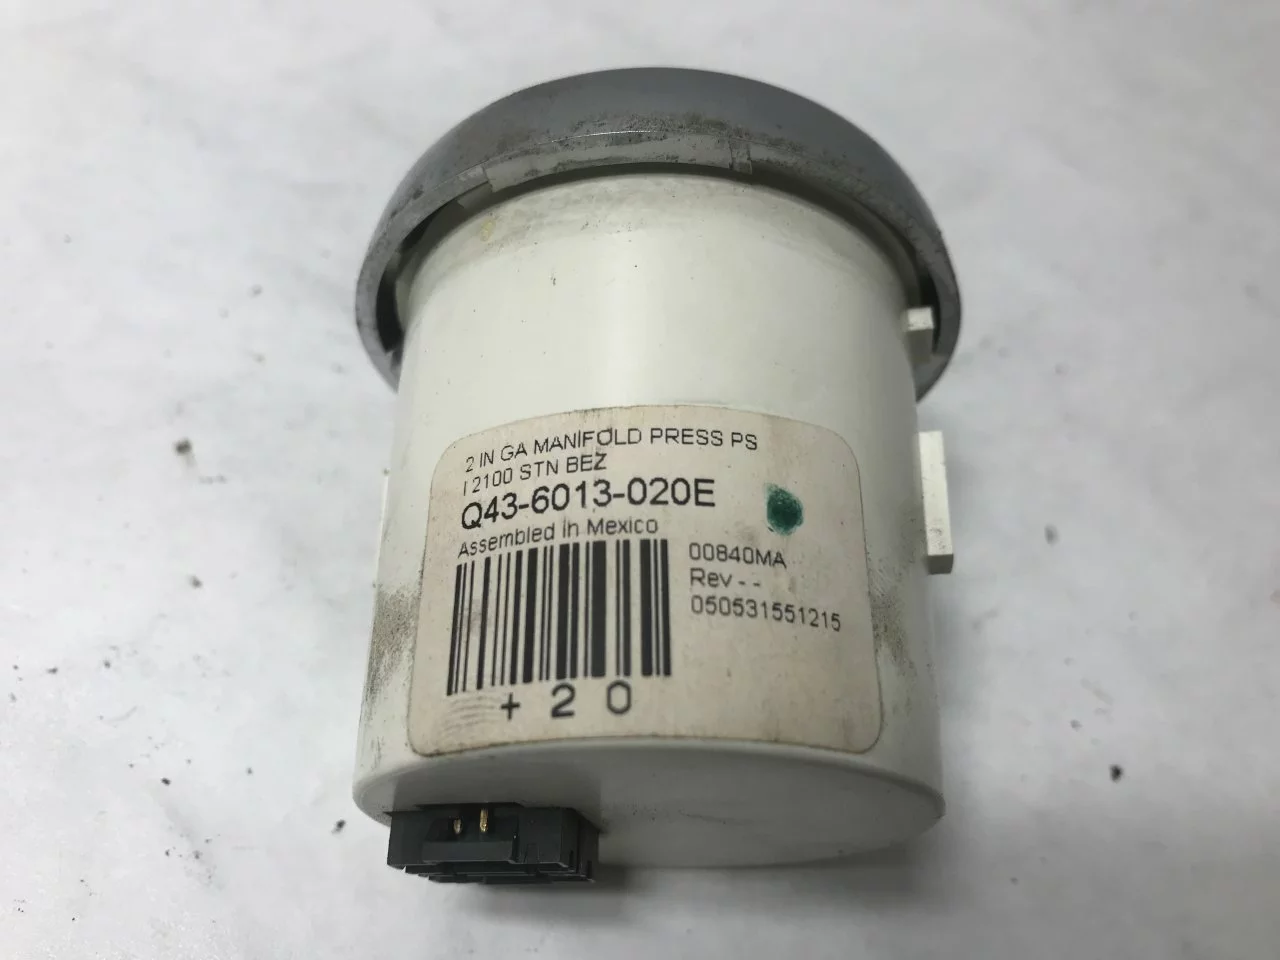 2 IN GA MANIFOLD PRESS PS
I 2100 STN BEZ
Q43-6013-020E
Assembled in Mexico
00840MA
Rev - -
050531551215
+ 2 0